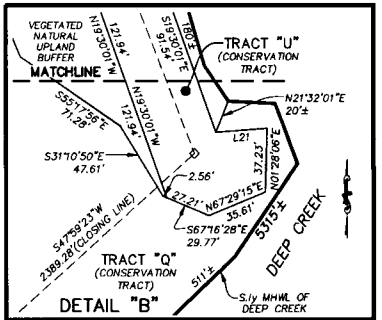 VEGETATED
NATURAL
UPLAND
BUFFER
MATCHLINE
N19°30'01"W
121.94'
S19°30'01"E
91.54'
108±
TRACT "U"
(CONSERVATION
TRACT)
S55°17'56"E
71.28'
N19°30'01"W
121.94'
N21°32'01"E
20'±
L21
S31°10'50"E
47.61'
37.23'
N01°28'06"E
2.56'
27.21'
N67°29'15"E
35.61'
S67°16'28"E
29.77'
S47°59'23"W
2389.28'(CLOSING LINE)
5315'±
DEEP CREEK
TRACT "Q"
(CONSERVATION
TRACT)
511'±
DETAIL "B"
S.ly MHWL OF
DEEP CREEK